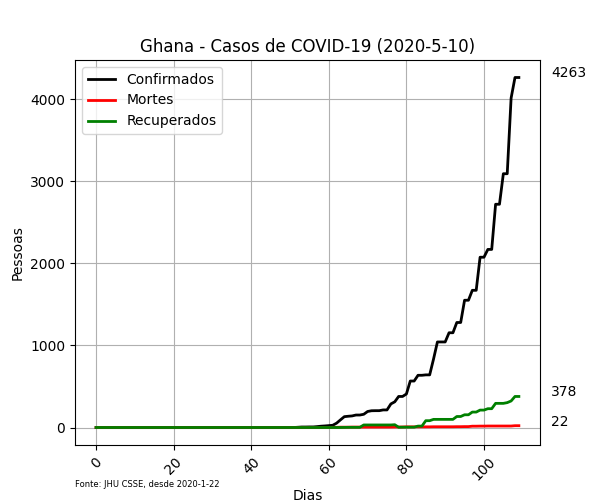 Ghana - Casos de COVID-19 (2020-5-10)
Confirmados
Mortes
Recuperados
4263
378
22
4000
3000
2000
1000
0
Pessoas
0
20
40
60
80
100
Fonte: JHU CSSE, desde 2020-1-22
Dias